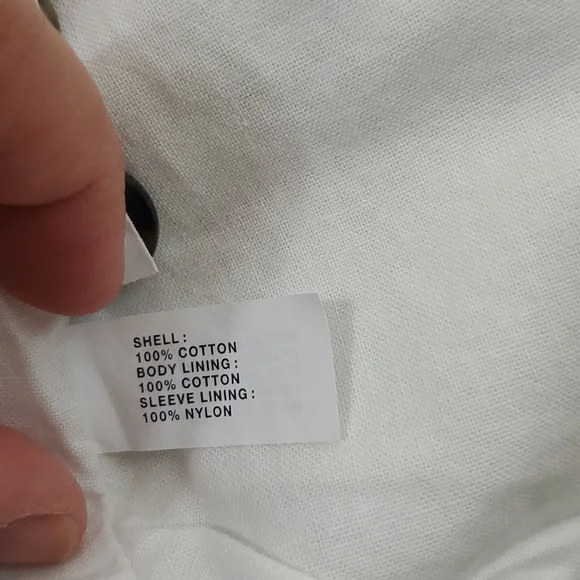 SHELL:
100% COTTON
BODY LINING:
100% COTTON
SLEEVE LINING:
100% NYLON